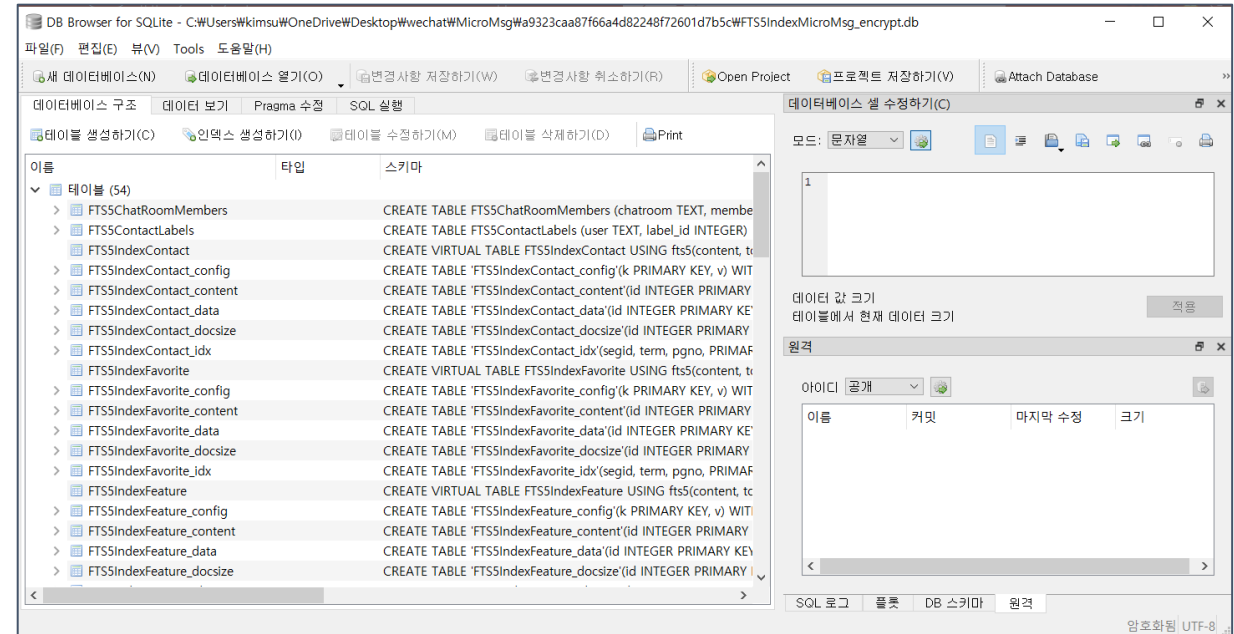 DB Browser for SQLite - C:₩Users₩kimsu₩OneDrive₩Desktop₩wechat₩MicroMsg₩a9323caa87f66a4d82248f72601d7b5c₩FTS5IndexMicroMsg_encrypt.db
파일(F) 편집(E) 뷰(V) Tools 도움말(H)
새 데이터베이스(N) 데이터베이스 열기(O) 변경사항 저장하기(W) 변경사항 취소하기(R) Open Project 프로젝트 저장하기(V) Attach Database »
데이터베이스 구조 데이터 보기 Pragma 수정 SQL 실행
테이블 생성하기(C) 인덱스 생성하기(I) 테이블 수정하기(M) 테이블 삭제하기(D) Print
이름 타입 스키마
테이블 (54)
FTS5ChatRoomMembers CREATE TABLE FTS5ChatRoomMembers (chatroom TEXT, membe
FTS5ContactLabels CREATE TABLE FTS5ContactLabels (user TEXT, label_id INTEGER)
FTS5IndexContact CREATE VIRTUAL TABLE FTS5IndexContact USING fts5(content, to
FTS5IndexContact_config CREATE TABLE 'FTS5IndexContact_config'(k PRIMARY KEY, v) WIT
FTS5IndexContact_content CREATE TABLE 'FTS5IndexContact_content'(id INTEGER PRIMARY
FTS5IndexContact_data CREATE TABLE 'FTS5IndexContact_data'(id INTEGER PRIMARY KE
FTS5IndexContact_docsize CREATE TABLE 'FTS5IndexContact_docsize'(id INTEGER PRIMARY
FTS5IndexContact_idx CREATE TABLE 'FTS5IndexContact_idx'(segid, term, pgno, PRIMAR
FTS5IndexFavorite CREATE VIRTUAL TABLE FTS5IndexFavorite USING fts5(content, to
FTS5IndexFavorite_config CREATE TABLE 'FTS5IndexFavorite_config'(k PRIMARY KEY, v) WIT
FTS5IndexFavorite_content CREATE TABLE 'FTS5IndexFavorite_content'(id INTEGER PRIMARY
FTS5IndexFavorite_data CREATE TABLE 'FTS5IndexFavorite_data'(id INTEGER PRIMARY KE
FTS5IndexFavorite_docsize CREATE TABLE 'FTS5IndexFavorite_docsize'(id INTEGER PRIMARY
FTS5IndexFavorite_idx CREATE TABLE 'FTS5IndexFavorite_idx'(segid, term, pgno, PRIMAR
FTS5IndexFeature CREATE VIRTUAL TABLE FTS5IndexFeature USING fts5(content, to
FTS5IndexFeature_config CREATE TABLE 'FTS5IndexFeature_config'(k PRIMARY KEY, v) WITI
FTS5IndexFeature_content CREATE TABLE 'FTS5IndexFeature_content'(id INTEGER PRIMARY
FTS5IndexFeature_data CREATE TABLE 'FTS5IndexFeature_data'(id INTEGER PRIMARY KEY
FTS5IndexFeature_docsize CREATE TABLE 'FTS5IndexFeature_docsize'(id INTEGER PRIMARY
데이터베이스 셀 수정하기(C)
모드: 문자열
1
데이터 값 크기
테이블에서 현재 데이터 크기
적용
원격
아이디 공개
이름 커밋 마지막 수정 크기
SQL 로그 플롯 DB 스키마 원격
암호화됨 UTF-8